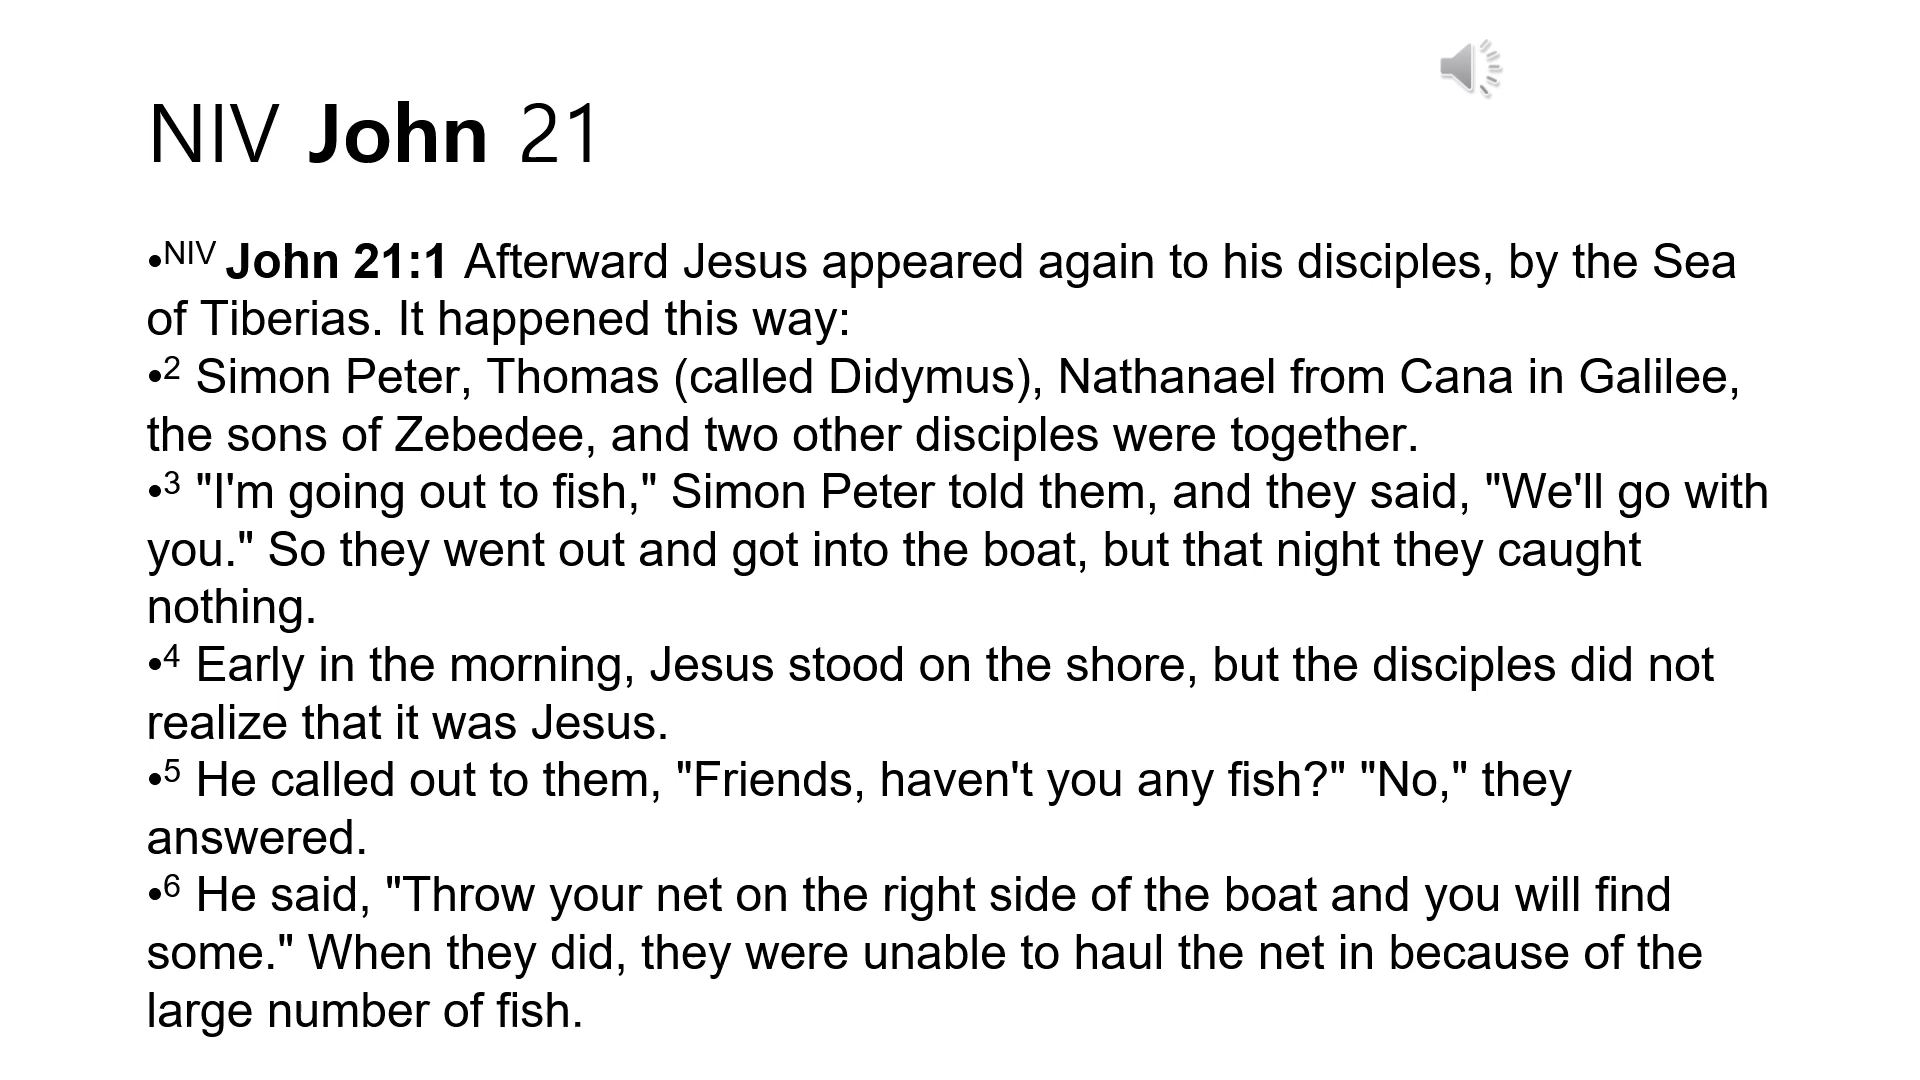 NIV John 21
•NIV John 21:1 Afterward Jesus appeared again to his disciples, by the Sea
of Tiberias. It happened this way:
•2 Simon Peter, Thomas (called Didymus), Nathanael from Cana in Galilee,
the sons of Zebedee, and two other disciples were together.
•3 "I'm going out to fish," Simon Peter told them, and they said, "We'll go with
you." So they went out and got into the boat, but that night they caught
nothing.
•4 Early in the morning, Jesus stood on the shore, but the disciples did not
realize that it was Jesus.
•5 He called out to them, "Friends, haven't you any fish?" "No," they
answered.
•6 He said, "Throw your net on the right side of the boat and you will find
some." When they did, they were unable to haul the net in because of the
large number of fish.